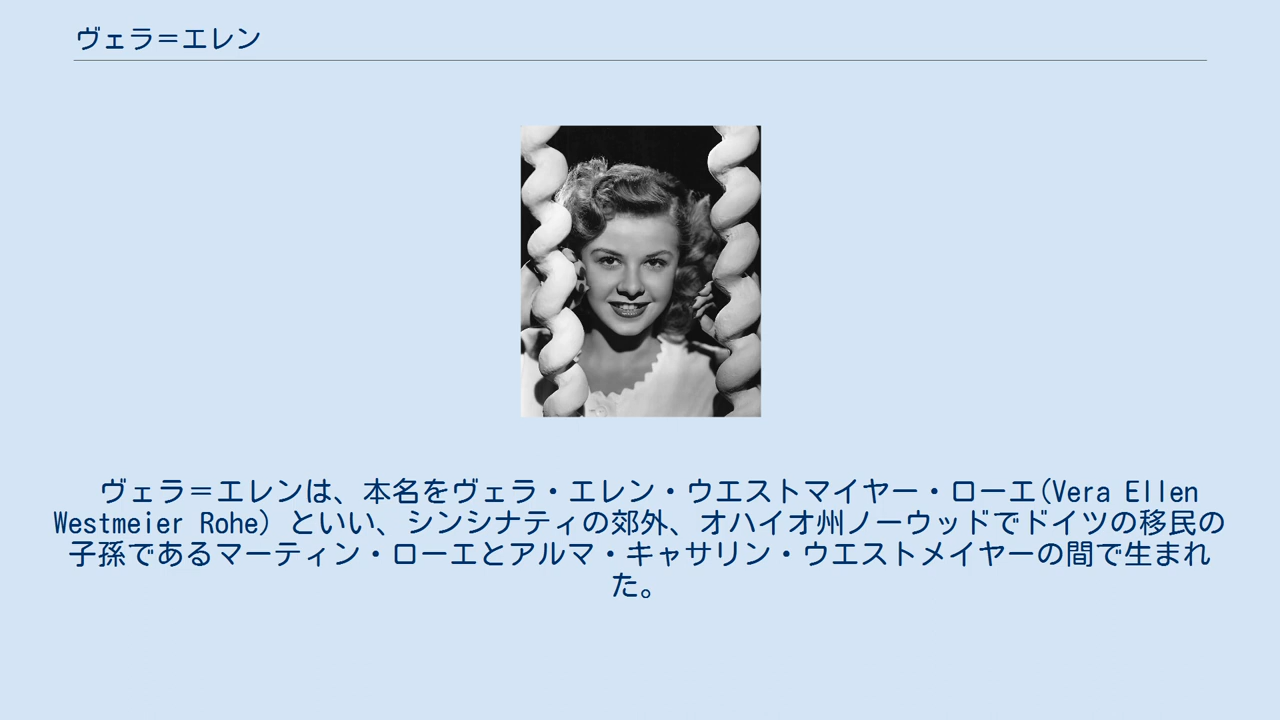 ヴェラ＝エレン
ヴェラ＝エレンは、本名をヴェラ・エレン・ウエストマイヤー・ローエ(Vera Ellen
Westmeier Rohe) といい、シンシナティの郊外、オハイオ州ノーウッドでドイツの移民の
子孫であるマーティン・ローエとアルマ・キャサリン・ウエストメイヤーの間で生まれ
た。